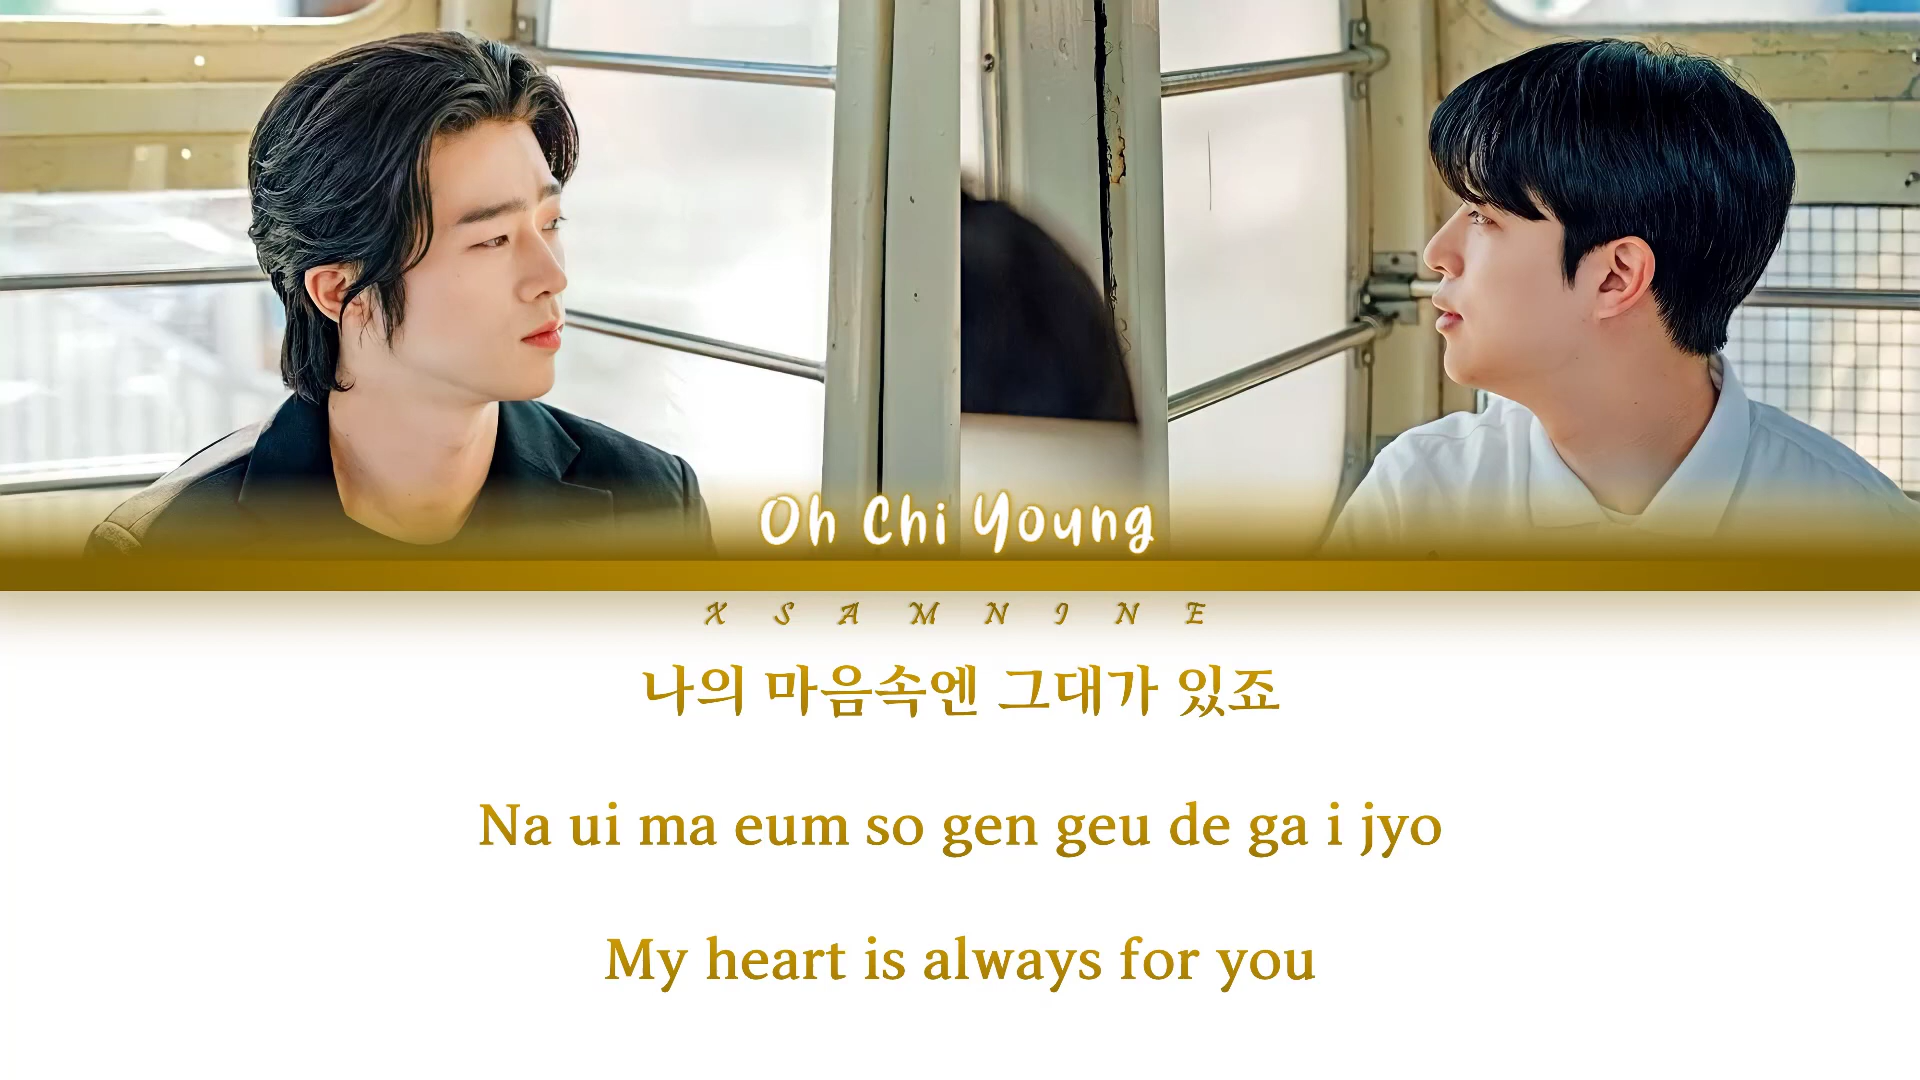 Oh Chi Young
X S A M N I N E
나의 마음속엔 그대가 있죠
Na ui ma eum so gen geu de ga i jyo
My heart is always for you